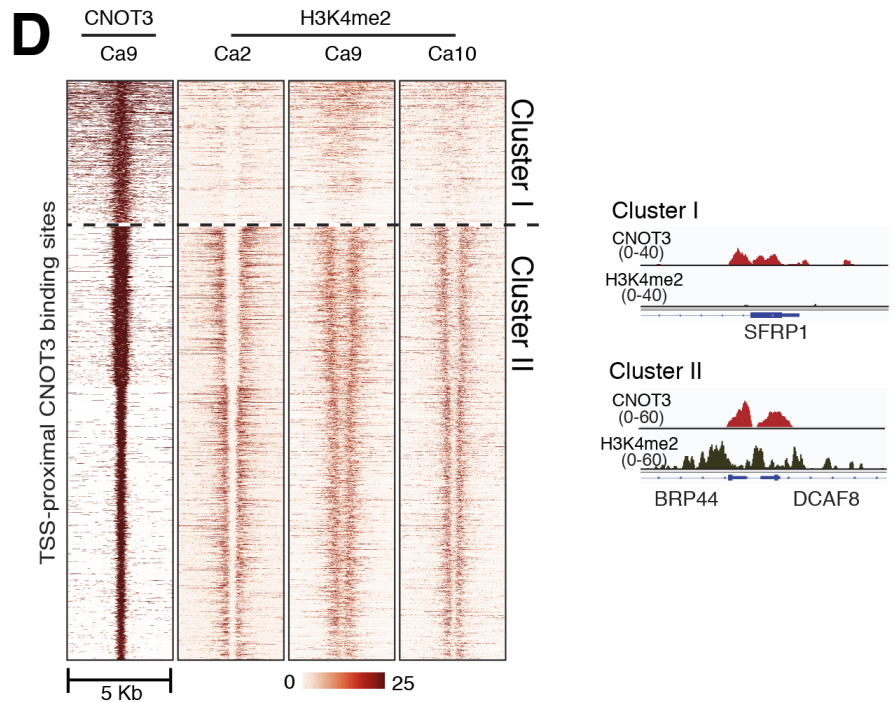 D
CNOT3
H3K4me2
Ca9
Ca2
Ca9
Ca10
TSS-proximal CNOT3 binding sites
Cluster I
Cluster II
5 Kb
0
25
Cluster I
CNOT3
(0-40)
H3K4me2
(0-40)
SFRP1
Cluster II
CNOT3
(0-60)
H3K4me2
(0-60)
BRP44
DCAF8